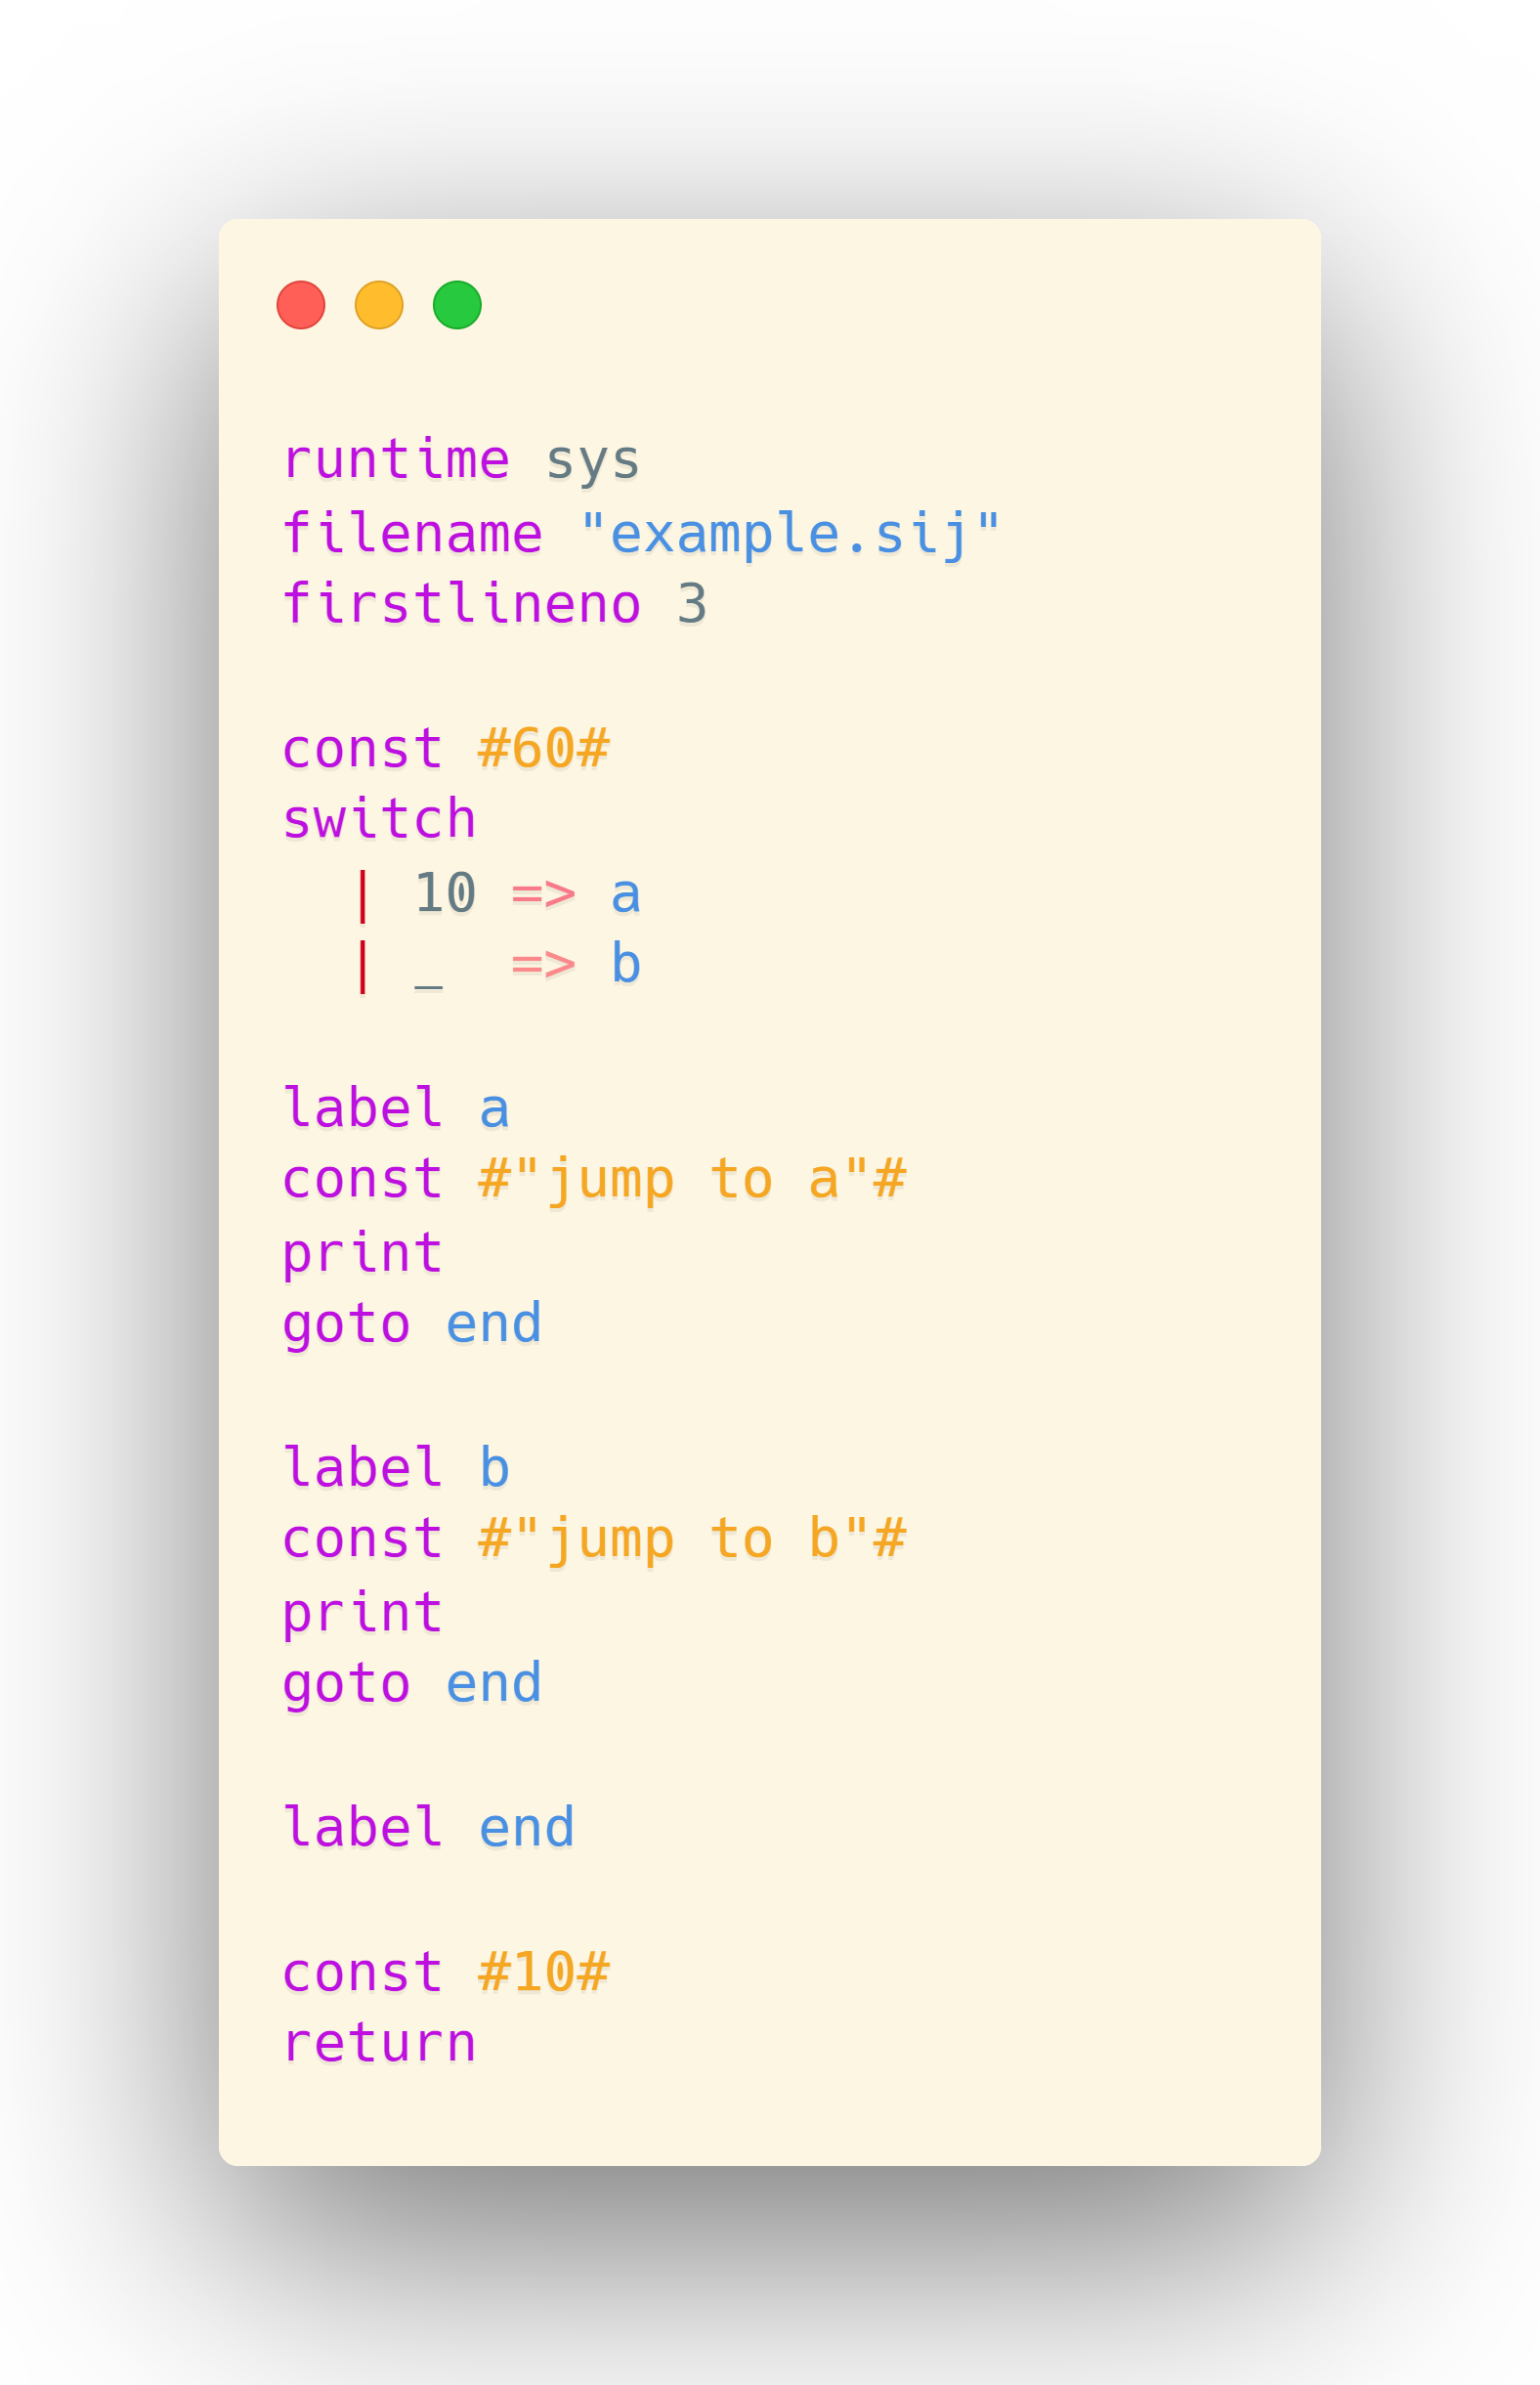 runtime sys
filename "example.sij"
firstlineno 3
const #60#
switch
| 10 => a
| _ => b
label a
const #"jump to a"#
print
goto end
label b
const #"jump to b"#
print
goto end
label end
const #10#
return